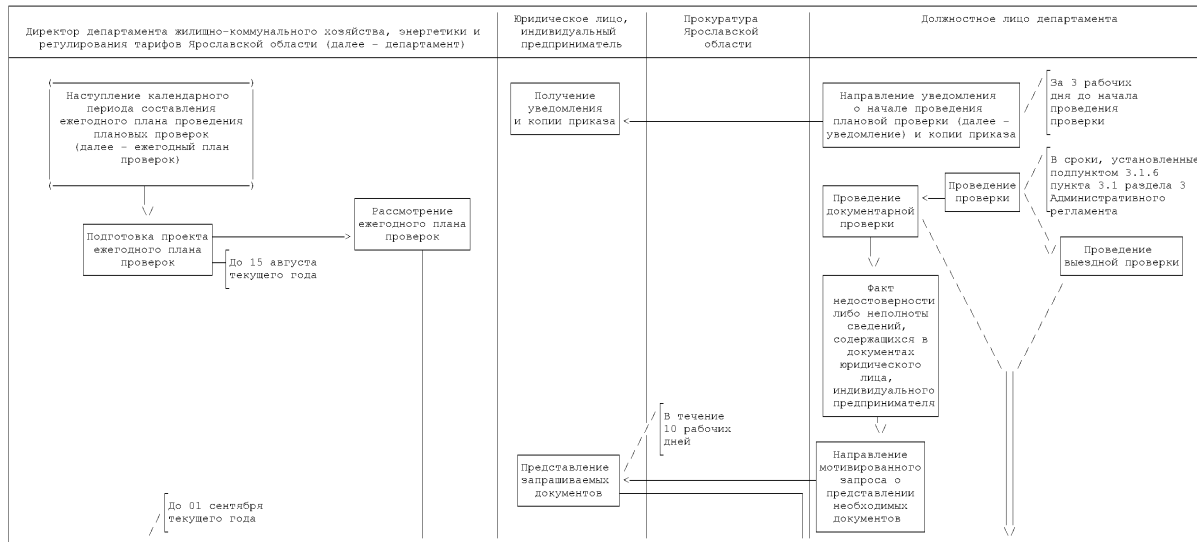 Директор департамента жилищно-коммунального хозяйства, энергетики и
регулирования тарифов Ярославской области (далее - департамент)
Юридическое лицо,
индивидуальный
предприниматель
Прокуратура
Ярославской
области
Должностное лицо департамента
Наступление календарного
периода составления
ежегодного плана проведения
плановых проверок
(далее - ежегодный план
проверок)
Получение
уведомления
и копии приказа
Направление уведомления
о начале проведения
плановой проверки (далее -
уведомление) и копии приказа
За 3 рабочих
дня до начала
проведения
проверки
Подготовка проекта
ежегодного плана
проверок
До 15 августа
текущего года
Рассмотрение
ежегодного плана
проверок
Проведение
документарной
проверки
Проведение
проверки
В сроки, установленные
подпунктом 3.1.6
пункта 3.1 раздела 3
Административного
регламента
Проведение
выездной проверки
Факт
недостоверности
либо неполноты
сведений,
содержащихся в
документах
юридического
лица,
индивидуального
предпринимателя
В течение
10 рабочих
дней
Представление
запрашиваемых
документов
Направление
мотивированного
запроса о
представлении
необходимых
документов
До 01 сентября
текущего года